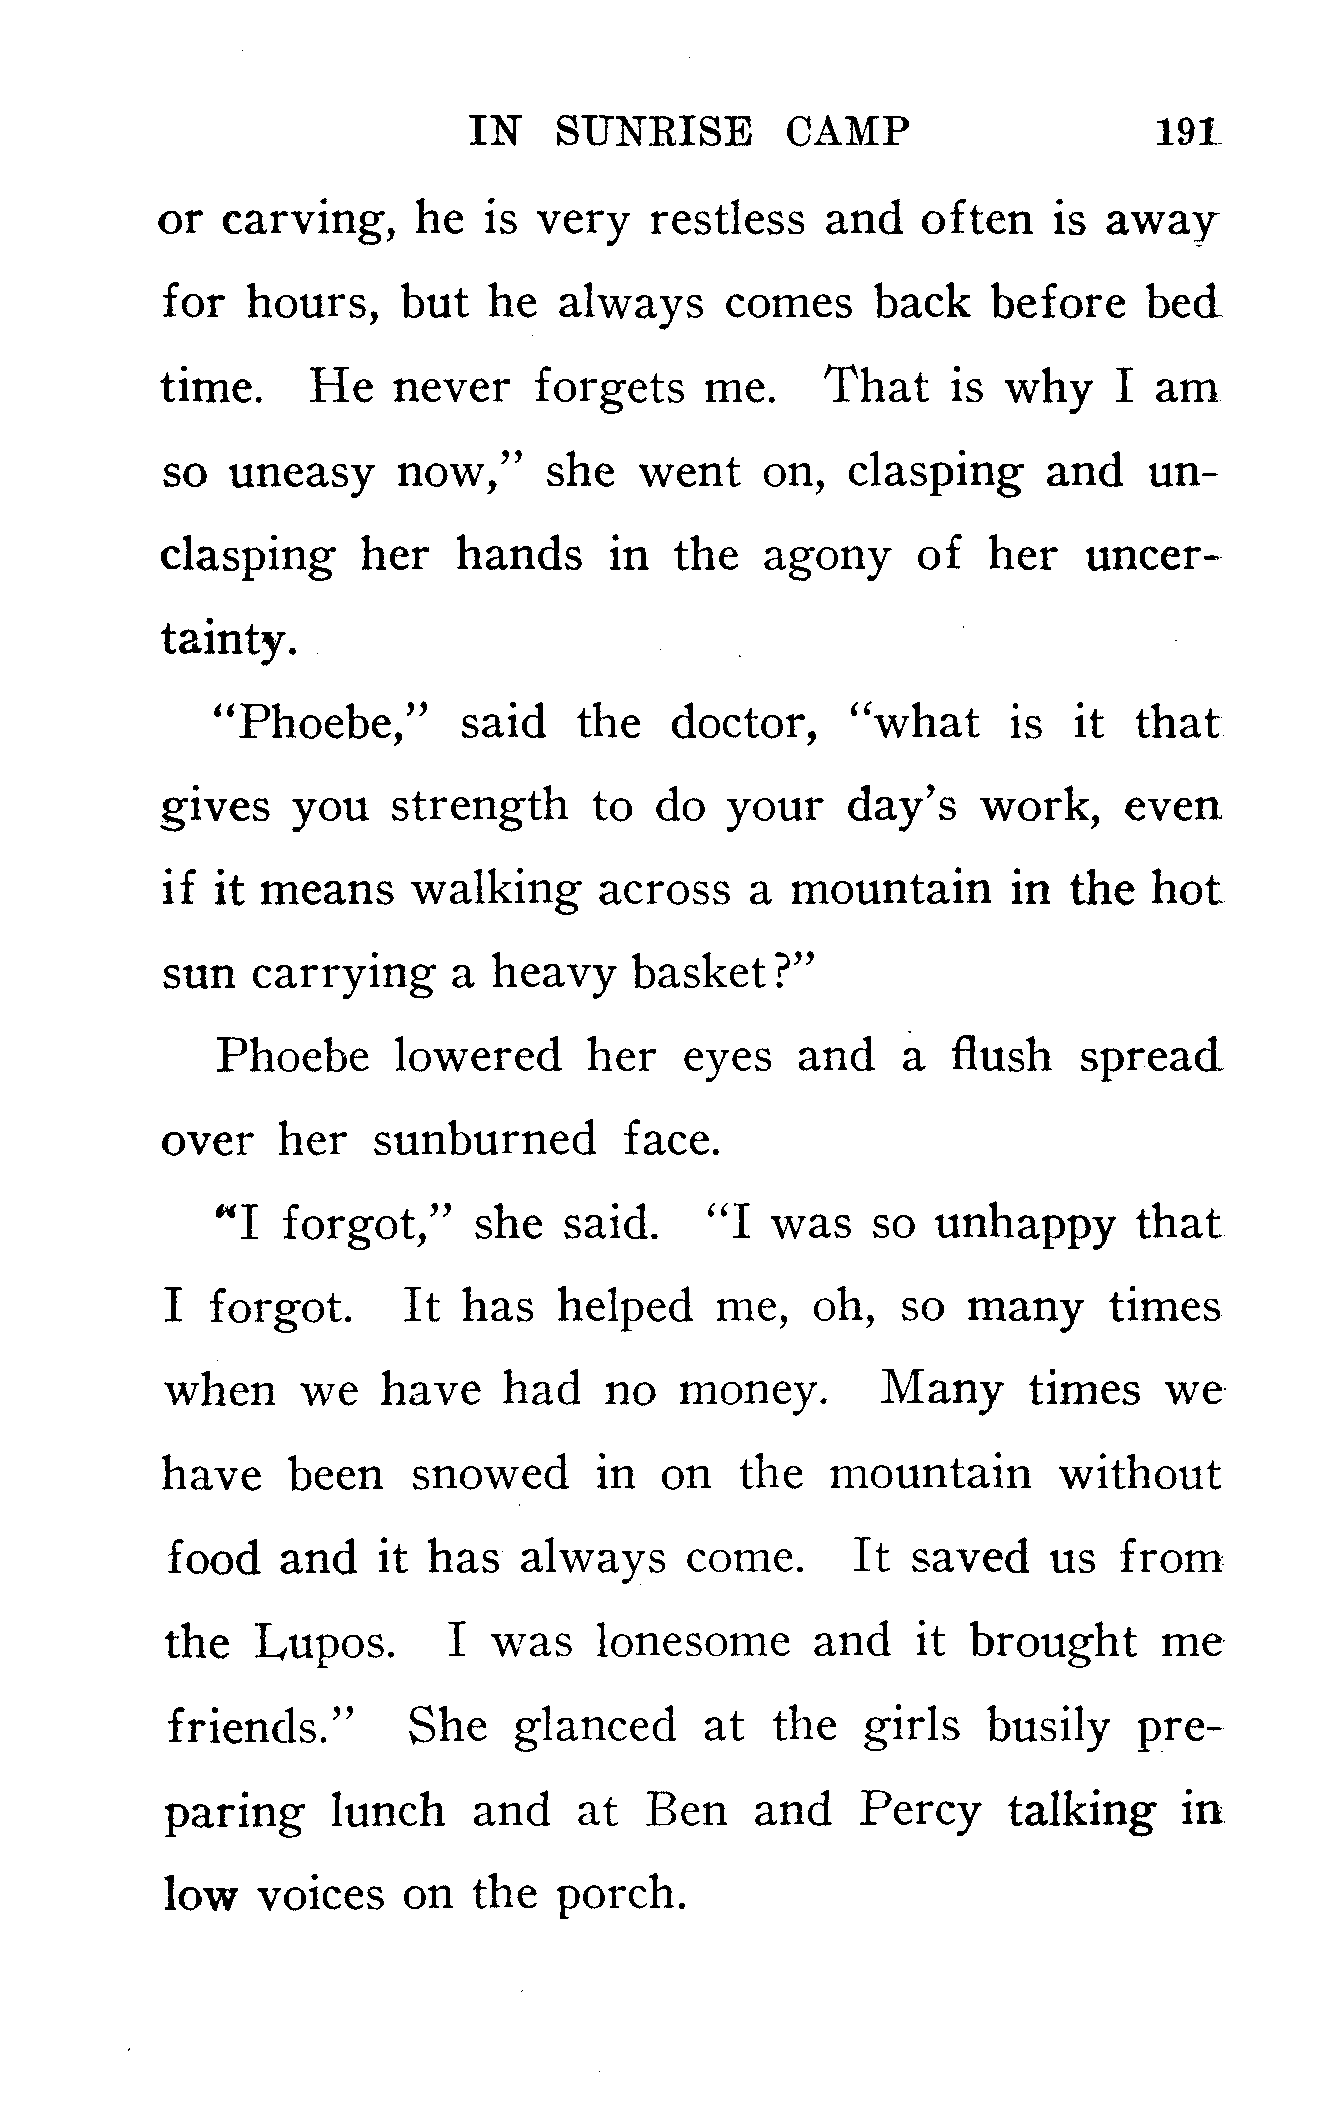 IN SUNRISE CAMP 191
or carving, he is very restless and often is away
for hours, but he always comes back before bed
time. He never forgets me. That is why I am
so uneasy now,” she went on, clasping and un-
clasping her hands in the agony of her uncer-
tainty.
“Phoebe,” said the doctor, “what is it that
gives you strength to do your day’s work, even
if it means walking across a mountain in the hot
sun carrying a heavy basket?”
Phoebe lowered her eyes and a flush spread
over her sunburned face.
“I forgot,” she said. “I was so unhappy that
I forgot. It has helped me, oh, so many times
when we have had no money. Many times we
have been snowed in on the mountain without
food and it has always come. It saved us from
the Lupos. I was lonesome and it brought me
friends.” She glanced at the girls busily pre-
paring lunch and at Ben and Percy talking in
low voices on the porch.